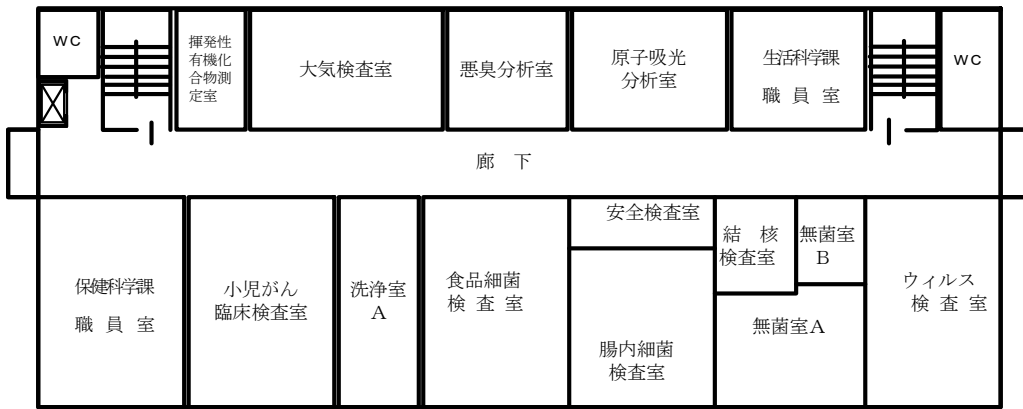 WC
揮発性
有機化
合物測
定室
大気検査室
悪臭分析室
原子吸光
分析室
生活科学課
職 員 室
WC
廊 下
保健科学課
職 員 室
小児がん
臨床検査室
洗浄室
A
食品細菌
検 査 室
安全検査室
腸内細菌
検査室
結 核
検査室
無菌室
B
無菌室A
ウィルス
検 査 室